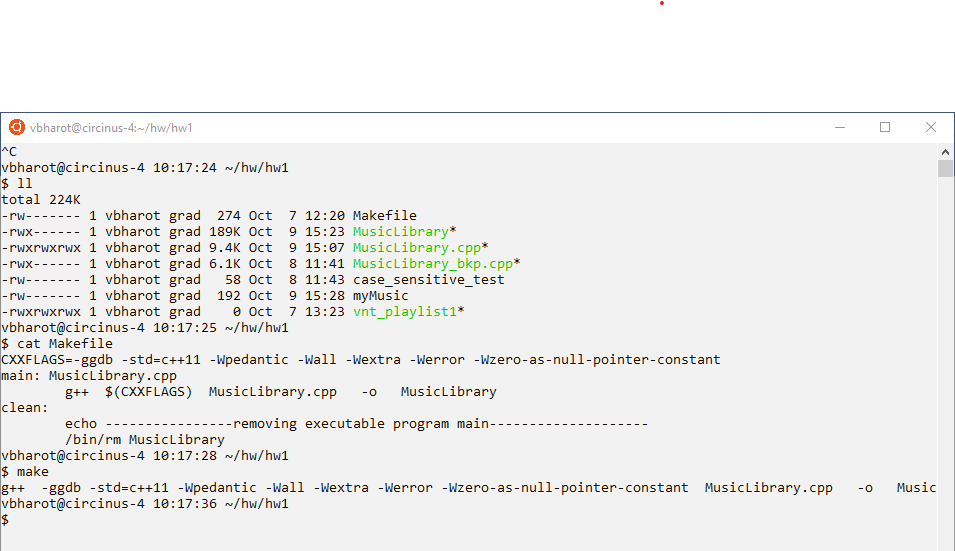 vbharot@circinus-4:~/hw/hw1
^C
vbharot@circinus-4 10:17:24 ~/hw/hw1
$ ll
total 224K
-rw------- 1 vbharot grad  274 Oct  7 12:20 Makefile
-rwx------ 1 vbharot grad 189K Oct  9 15:23 MusicLibrary*
-rwxrwxrwx 1 vbharot grad 9.4K Oct  9 15:07 MusicLibrary.cpp*
-rwx------ 1 vbharot grad 6.1K Oct  8 11:41 MusicLibrary_bkp.cpp*
-rw------- 1 vbharot grad   58 Oct  8 11:43 case_sensitive_test
-rw------- 1 vbharot grad  192 Oct  9 15:28 myMusic
-rwxrwxrwx 1 vbharot grad    0 Oct  7 13:23 vnt_playlist1*
vbharot@circinus-4 10:17:25 ~/hw/hw1
$ cat Makefile
CXXFLAGS=-ggdb -std=c++11 -Wpedantic -Wall -Wextra -Werror -Wzero-as-null-pointer-constant
main: MusicLibrary.cpp
        g++  $(CXXFLAGS)  MusicLibrary.cpp   -o   MusicLibrary
clean:
        echo ----------------removing executable program main--------------------
        /bin/rm MusicLibrary
vbharot@circinus-4 10:17:28 ~/hw/hw1
$ make
g++  -ggdb -std=c++11 -Wpedantic -Wall -Wextra -Werror -Wzero-as-null-pointer-constant  MusicLibrary.cpp   -o   Music
vbharot@circinus-4 10:17:36 ~/hw/hw1
$